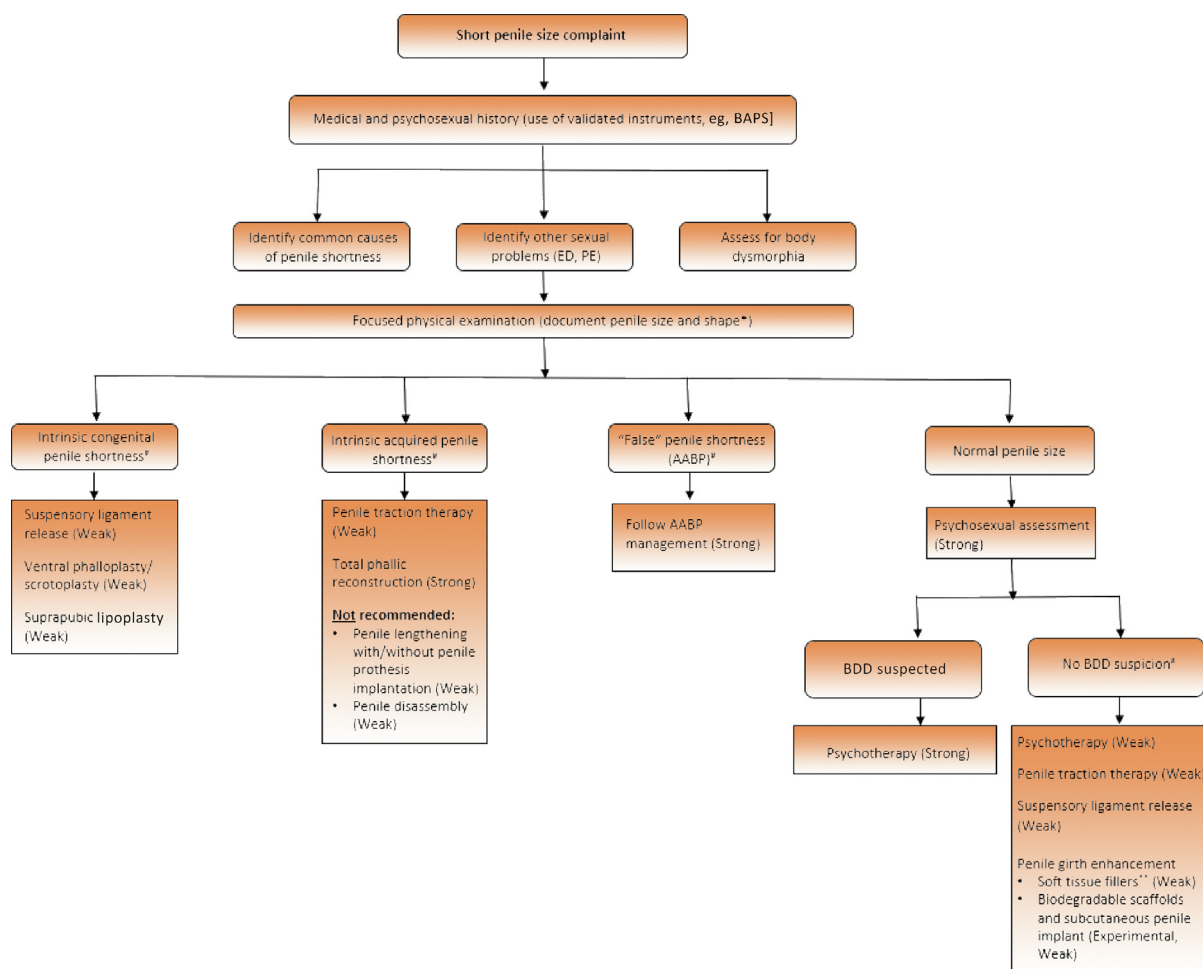 Short penile size complaint
Medical and psychosexual history (use of validated instruments, eg, BAPS]
Identify common causes
of penile shortness
Identify other sexual
problems (ED, PE)
Assess for body
dysmorphia
Focused physical examination (document penile size and shape*)
Intrinsic congenital
penile shortness#
Intrinsic acquired penile
shortness#
"False" penile shortness
(AABP)#
Normal penile size
Suspensory ligament
release (Weak)
Ventral phalloplasty/
scrotoplasty (Weak)
Suprapubic lipoplasty
(Weak)
Penile traction therapy
(Weak)
Total phallic
reconstruction (Strong)
Not recommended:
• Penile lengthening
with/without penile
prothesis
implantation (Weak)
• Penile disassembly
(Weak)
Follow AABP
management (Strong)
Psychosexual assessment
(Strong)
BDD suspected
No BDD suspicion#
Psychotherapy (Strong)
Psychotherapy (Weak)
Penile traction therapy (Weak)
Suspensory ligament release
(Weak)
Penile girth enhancement
• Soft tissue fillers** (Weak)
• Biodegradable scaffolds
and subcutaneous penile
implant (Experimental,
Weak)